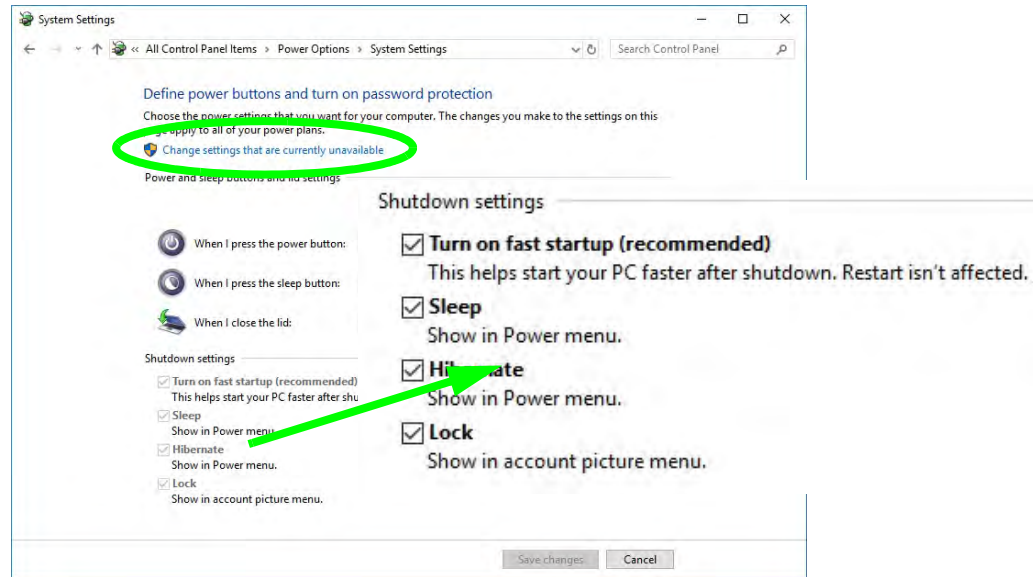 System Settings
« All Control Panel Items > Power Options > System Settings
Search Control Panel
Define power buttons and turn on password protection
Choose the power settings that you want for your computer. The changes you make to the settings on this
page apply to all of your power plans.
Change settings that are currently unavailable
Power and sleep buttons and lid settings
When I press the power button:
When I press the sleep button:
When I close the lid:
Shutdown settings
Turn on fast startup (recommended)
This helps start your PC faster after shu
Sleep
Show in Power menu.
Hibernate
Show in Power menu.
Lock
Show in account picture menu.
Shutdown settings
Turn on fast startup (recommended)
This helps start your PC faster after shutdown. Restart isn't affected.
Sleep
Show in Power menu.
Hibernate
Show in Power menu.
Lock
Show in account picture menu.
Save changes
Cancel